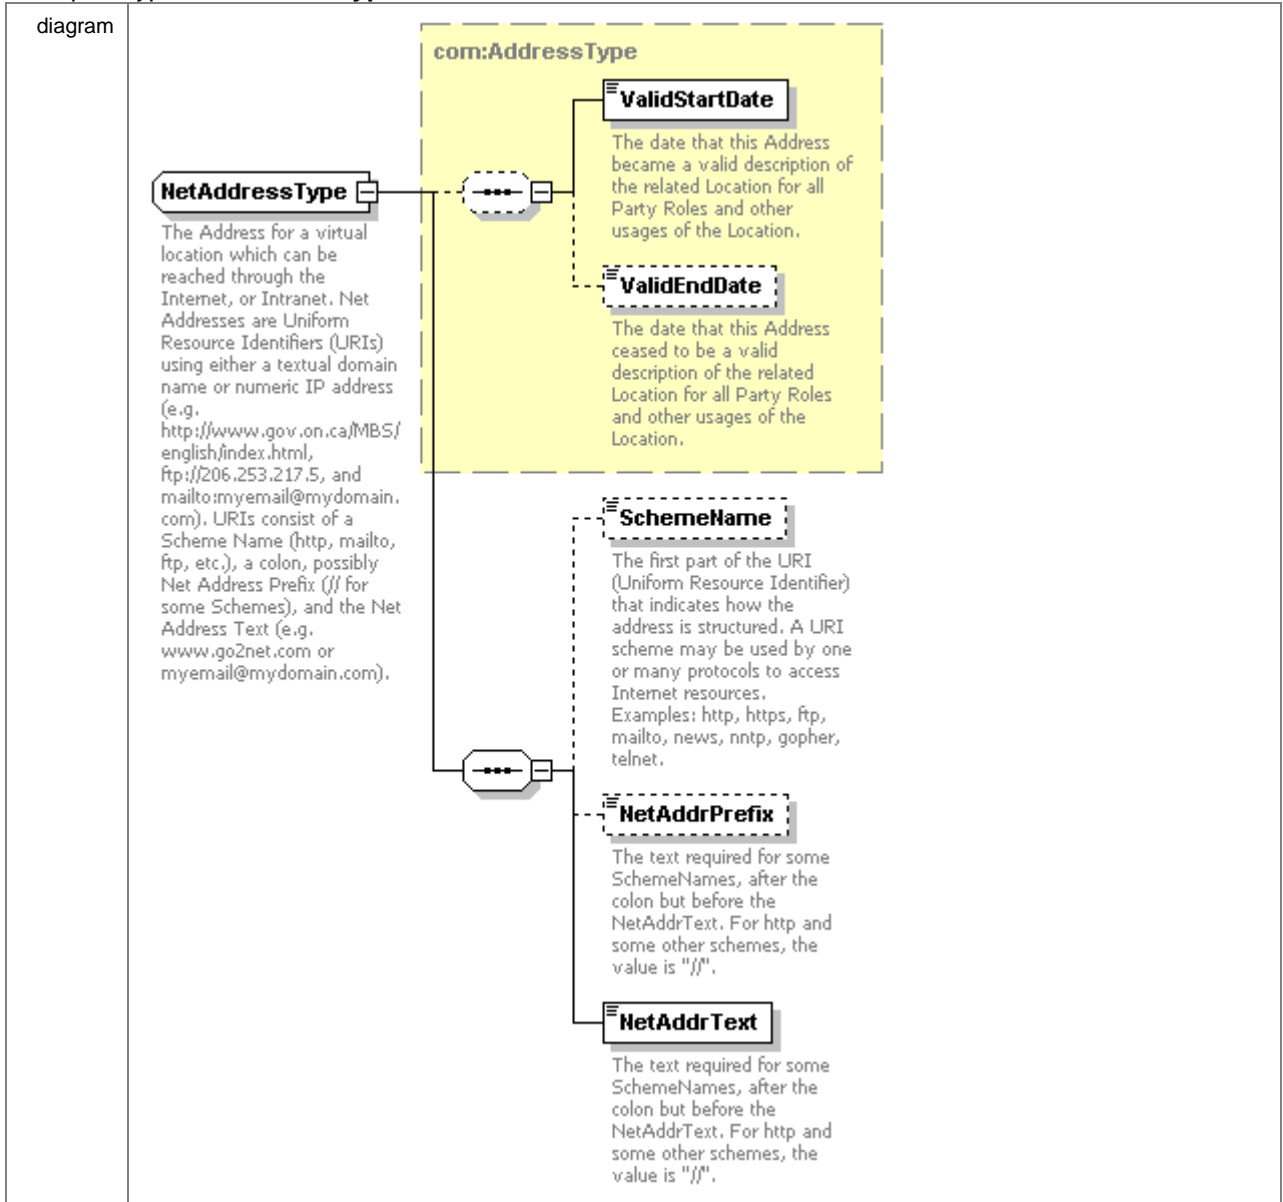 diagram
com:AddressType
ValidStartDate
The date that this Address
became a valid description of
the related Location for all
Party Roles and other
usages of the Location.
NetAddressType
The Address for a virtual
location which can be
reached through the
Internet, or Intranet. Net
Addresses are Uniform
Resource Identifiers (URIs)
using either a textual domain
name or numeric IP address
(e.g.
http://www.gov.on.ca/MBS/
english/index.html,
ftp://206.253.217.5, and
mailto:myemail@mydomain.
com). URIs consist of a
Scheme Name (http, mailto,
ftp, etc.), a colon, possibly
Net Address Prefix (// for
some Schemes), and the Net
Address Text (e.g.
www.go2net.com or
myemail@mydomain.com).
ValidEndDate
The date that this Address
ceased to be a valid
description of the related
Location for all Party Roles
and other usages of the
Location.
SchemeName
The first part of the URI
(Uniform Resource Identifier)
that indicates how the
address is structured. A URI
scheme may be used by one
or many protocols to access
Internet resources.
Examples: http, https, ftp,
mailto, news, nntp, gopher,
telnet.
NetAddrPrefix
The text required for some
SchemeNames, after the
colon but before the
NetAddrText. For http and
some other schemes, the
value is "//".
NetAddrText
The text required for some
SchemeNames, after the
colon but before the
NetAddrText. For http and
some other schemes, the
value is "//".